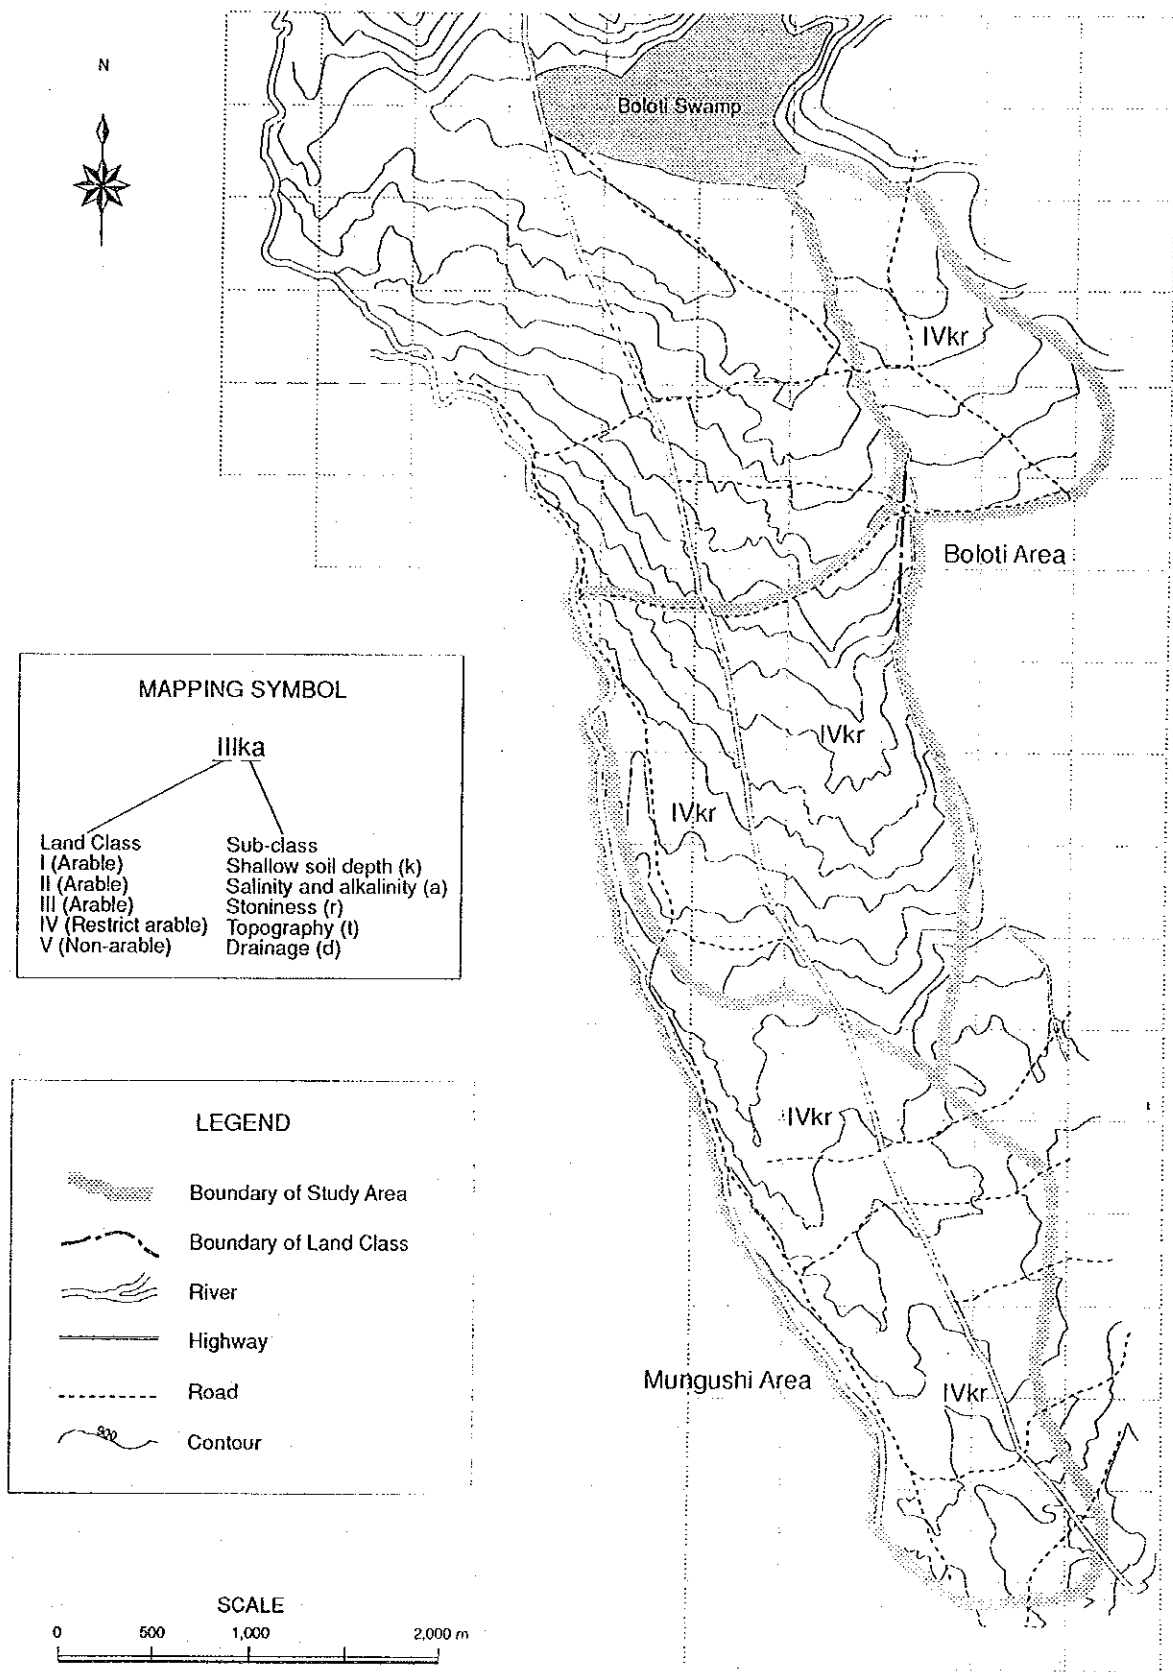 N
Boloti Swamp
IVkr
Boloti Area
MAPPING SYMBOL
IIIka
Land Class
I (Arable)
II (Arable)
III (Arable)
IV (Restrict arable)
V (Non-arable)
Sub-class
Shallow soil depth (k)
Salinity and alkalinity (a)
Stoniness (r)
Topography (t)
Drainage (d)
IVkr
IVkr
IVkr
LEGEND
Boundary of Study Area
Boundary of Land Class
River
Highway
Road
900
Contour
Mungushi Area
IVkr
SCALE
0 500 1,000 2,000 m